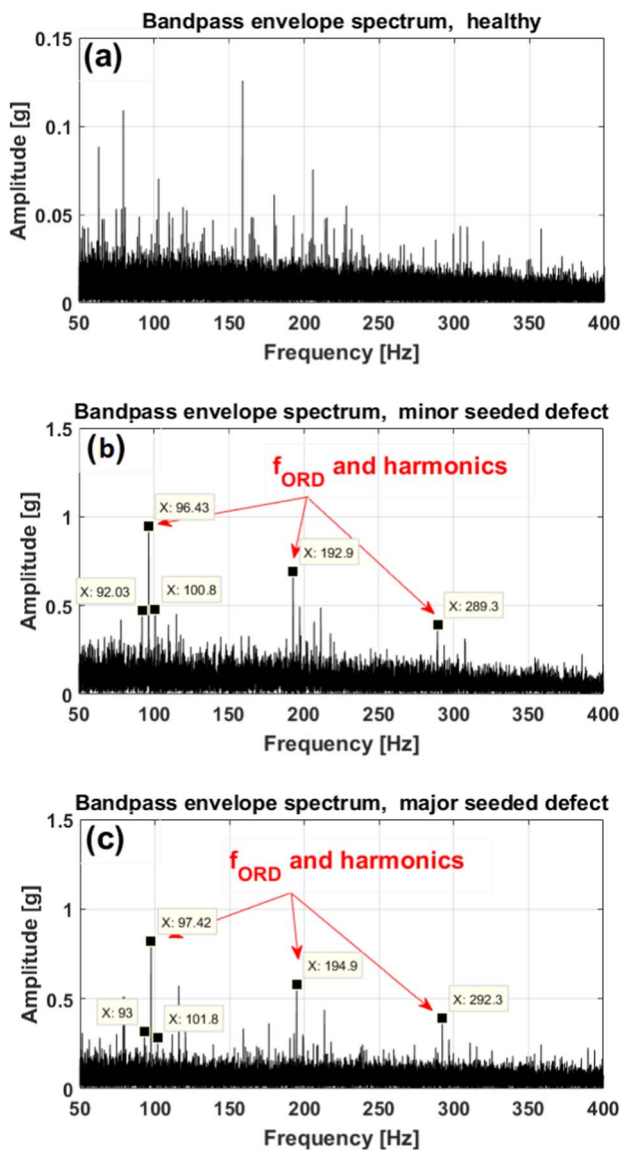 Bandpass envelope spectrum, healthy
(a)
0.15
0.1
0.05
0
Amplitude [g]
50 100 150 200 250 300 350 400
Frequency [Hz]
Bandpass envelope spectrum, minor seeded defect
(b)
f_ORD and harmonics
1.5
1
0.5
0
Amplitude [g]
X: 96.43
X: 192.9
X: 92.03
X: 100.8
X: 289.3
50 100 150 200 250 300 350 400
Frequency [Hz]
Bandpass envelope spectrum, major seeded defect
(c)
f_ORD and harmonics
1.5
1
0.5
0
Amplitude [g]
X: 97.42
X: 194.9
X: 93
X: 101.8
X: 292.3
50 100 150 200 250 300 350 400
Frequency [Hz]